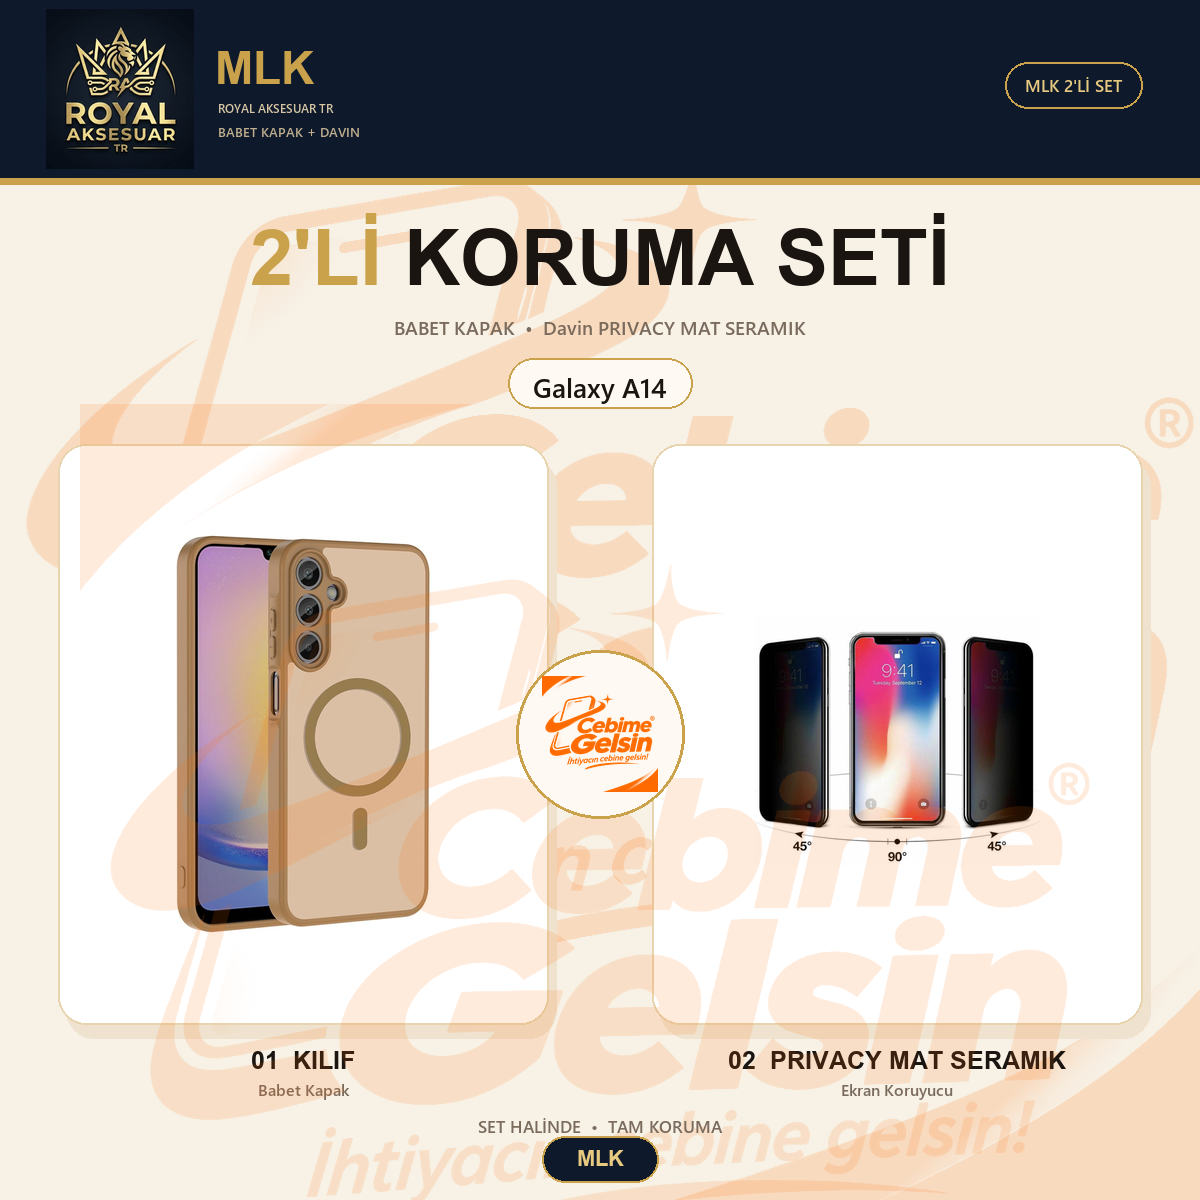 ROYAL
AKSESUAR
TR
MLK
ROYAL AKSESUAR TR
BABET KAPAK + DAVIN
MLK 2'Lİ SET
2'Lİ KORUMA SETİ
BABET KAPAK • Davin PRIVACY MAT SERAMIK
Galaxy A14
Cebime®
Gelsin
İhtiyacın cebine gelsin!
9:41
Tuesday, September 12
45°
90°
45°
Cebime®
Gelsin
İhtiyacın cebine gelsin!
01 KILIF
Babet Kapak
02 PRIVACY MAT SERAMIK
Ekran Koruyucu
SET HALİNDE • TAM KORUMA
MLK